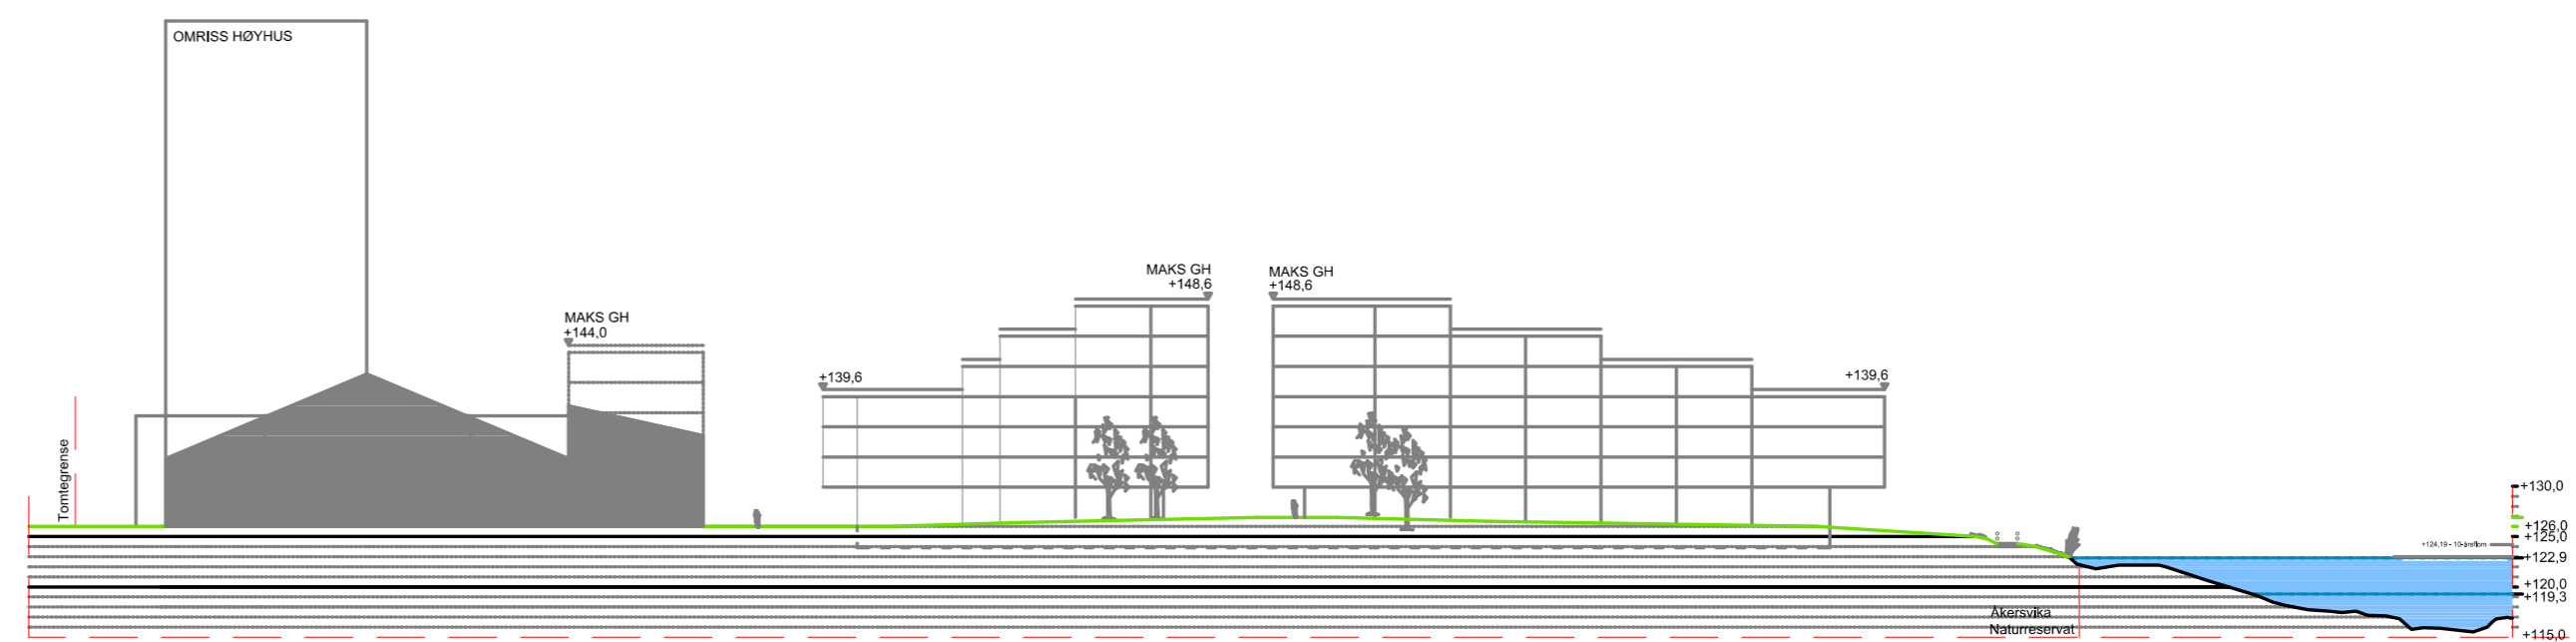 OMRISS HØYHUS
MAKS GH
+148,6
MAKS GH
+148,6
MAKS GH
+144,0
+139,6
+139,6
Tomtegrense
+130,0
+126,0
+125,0
+124,19 - 10-årsflom
+122,9
+120,0
+119,3
Åkersvika
Naturreservat
+115,0